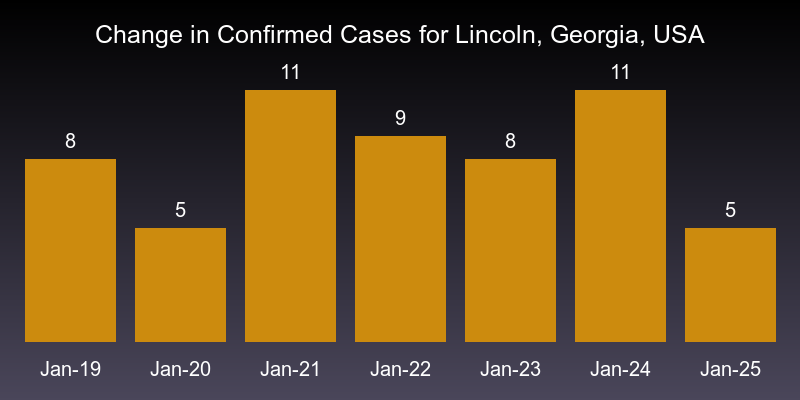 Change in Confirmed Cases for Lincoln, Georgia, USA
8
5
11
9
8
11
5
Jan-19
Jan-20
Jan-21
Jan-22
Jan-23
Jan-24
Jan-25